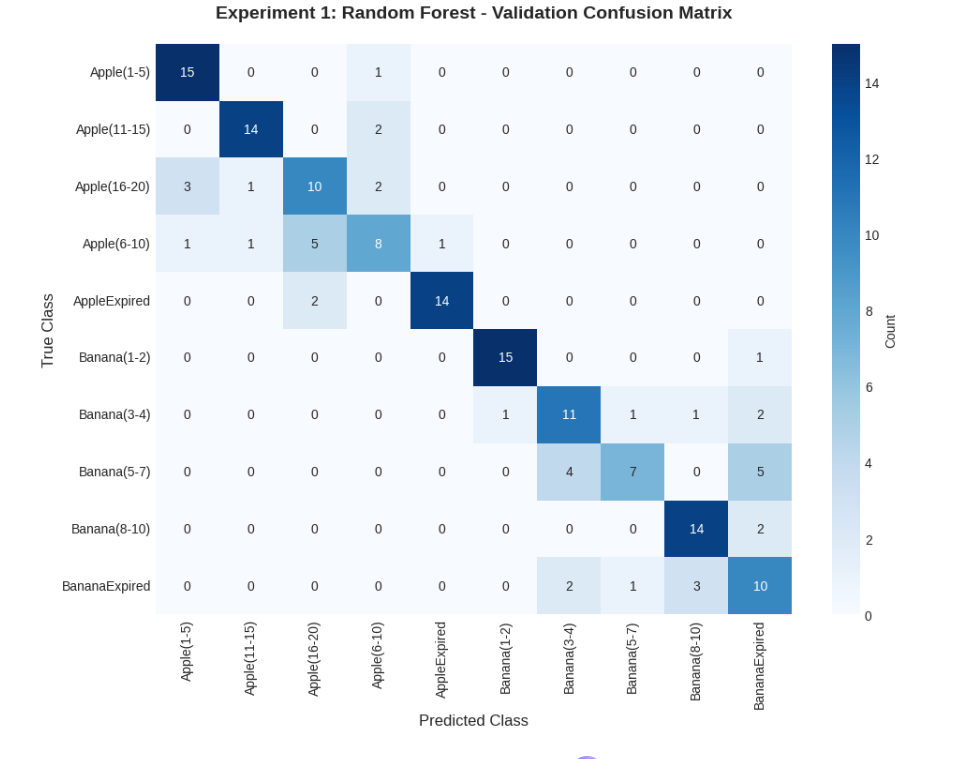 Experiment 1: Random Forest - Validation Confusion Matrix
Apple(1-5) 15 0 0 1 0 0 0 0 0 0
Apple(11-15) 0 14 0 2 0 0 0 0 0 0
Apple(16-20) 3 1 10 2 0 0 0 0 0 0
Apple(6-10) 1 1 5 8 1 0 0 0 0 0
AppleExpired 0 0 2 0 14 0 0 0 0 0
Banana(1-2) 0 0 0 0 0 15 0 0 0 1
Banana(3-4) 0 0 0 0 0 1 11 1 1 2
Banana(5-7) 0 0 0 0 0 0 4 7 0 5
Banana(8-10) 0 0 0 0 0 0 0 0 14 2
BananaExpired 0 0 0 0 0 0 2 1 3 10
True Class
Apple(1-5) Apple(11-15) Apple(16-20) Apple(6-10) AppleExpired Banana(1-2) Banana(3-4) Banana(5-7) Banana(8-10) BananaExpired
Predicted Class
14
12
10
8
6
4
2
0
Count